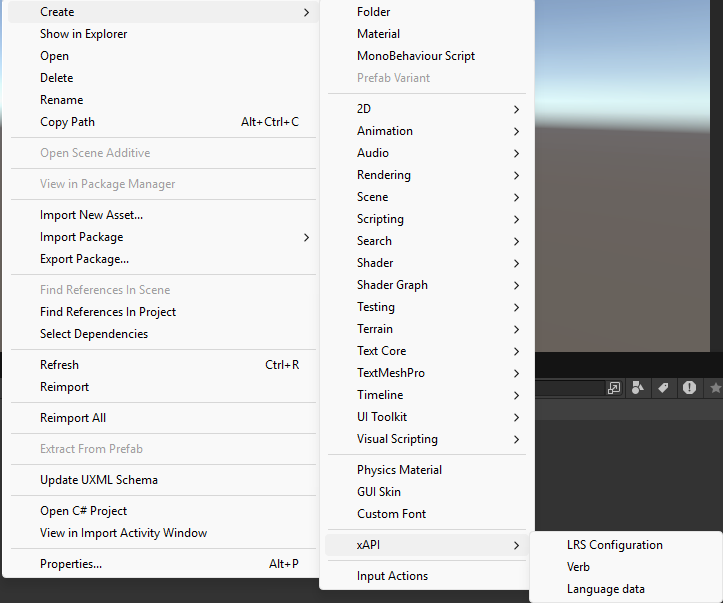 Create
Show in Explorer
Open
Delete
Rename
Copy Path Alt+Ctrl+C
Open Scene Additive
View in Package Manager
Import New Asset...
Import Package
Export Package...
Find References In Scene
Find References In Project
Select Dependencies
Refresh Ctrl+R
Reimport
Reimport All
Extract From Prefab
Update UXML Schema
Open C# Project
View in Import Activity Window
Properties... Alt+P
Folder
Material
MonoBehaviour Script
Prefab Variant
2D
Animation
Audio
Rendering
Scene
Scripting
Search
Shader
Shader Graph
Testing
Terrain
Text Core
TextMeshPro
Timeline
UI Toolkit
Visual Scripting
Physics Material
GUI Skin
Custom Font
xAPI
Input Actions
LRS Configuration
Verb
Language data